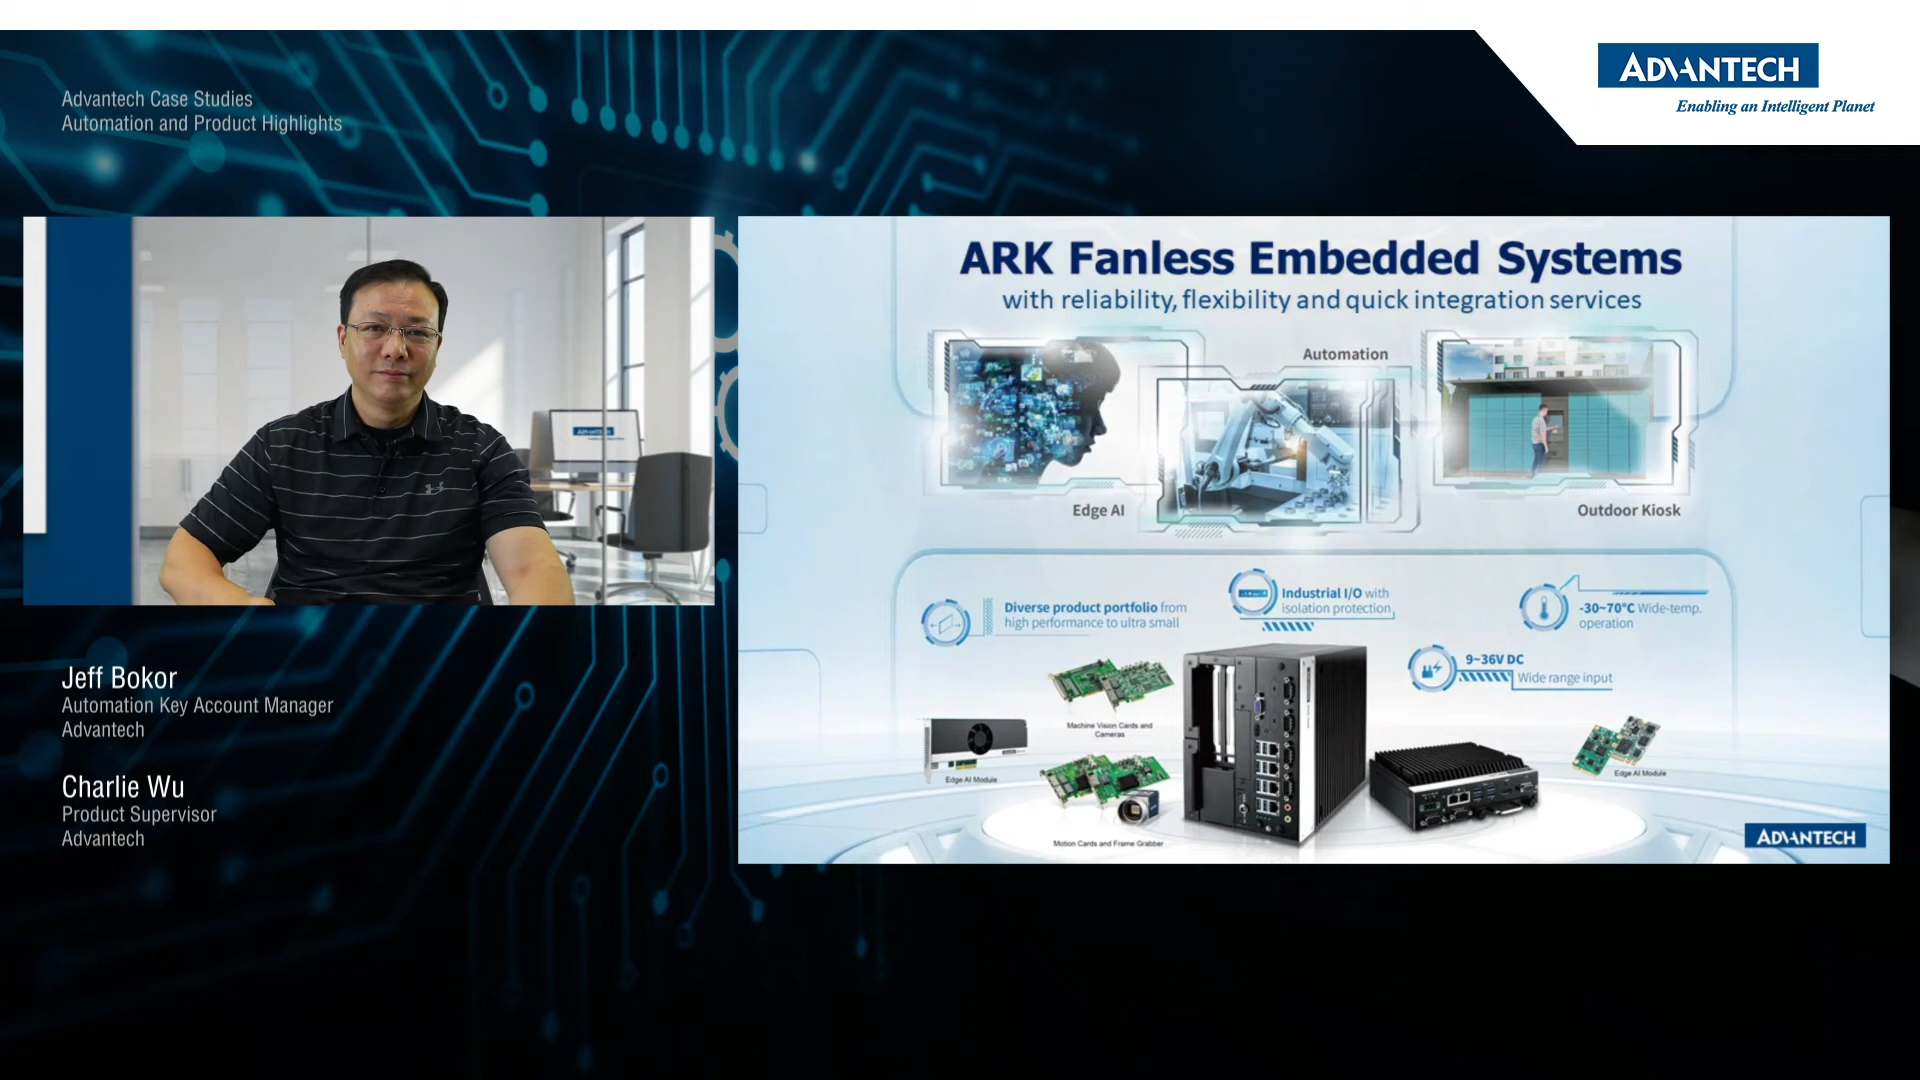 Advantech Case Studies
Automation and Product Highlights
ADVANTECH
Enabling an Intelligent Planet
Jeff Bokor
Automation Key Account Manager
Advantech
Charlie Wu
Product Supervisor
Advantech
ARK Fanless Embedded Systems
with reliability, flexibility and quick integration services
Edge AI
Automation
Outdoor Kiosk
Diverse product portfolio from
high performance to ultra small
Industrial I/O with
isolation protection
-30~70°C Wide-temp.
operation
9~36V DC
Wide range input
Edge AI Module
Machine Vision Cards and
Cameras
Motion Cards and Frame Grabber
Edge AI Module
ADVANTECH